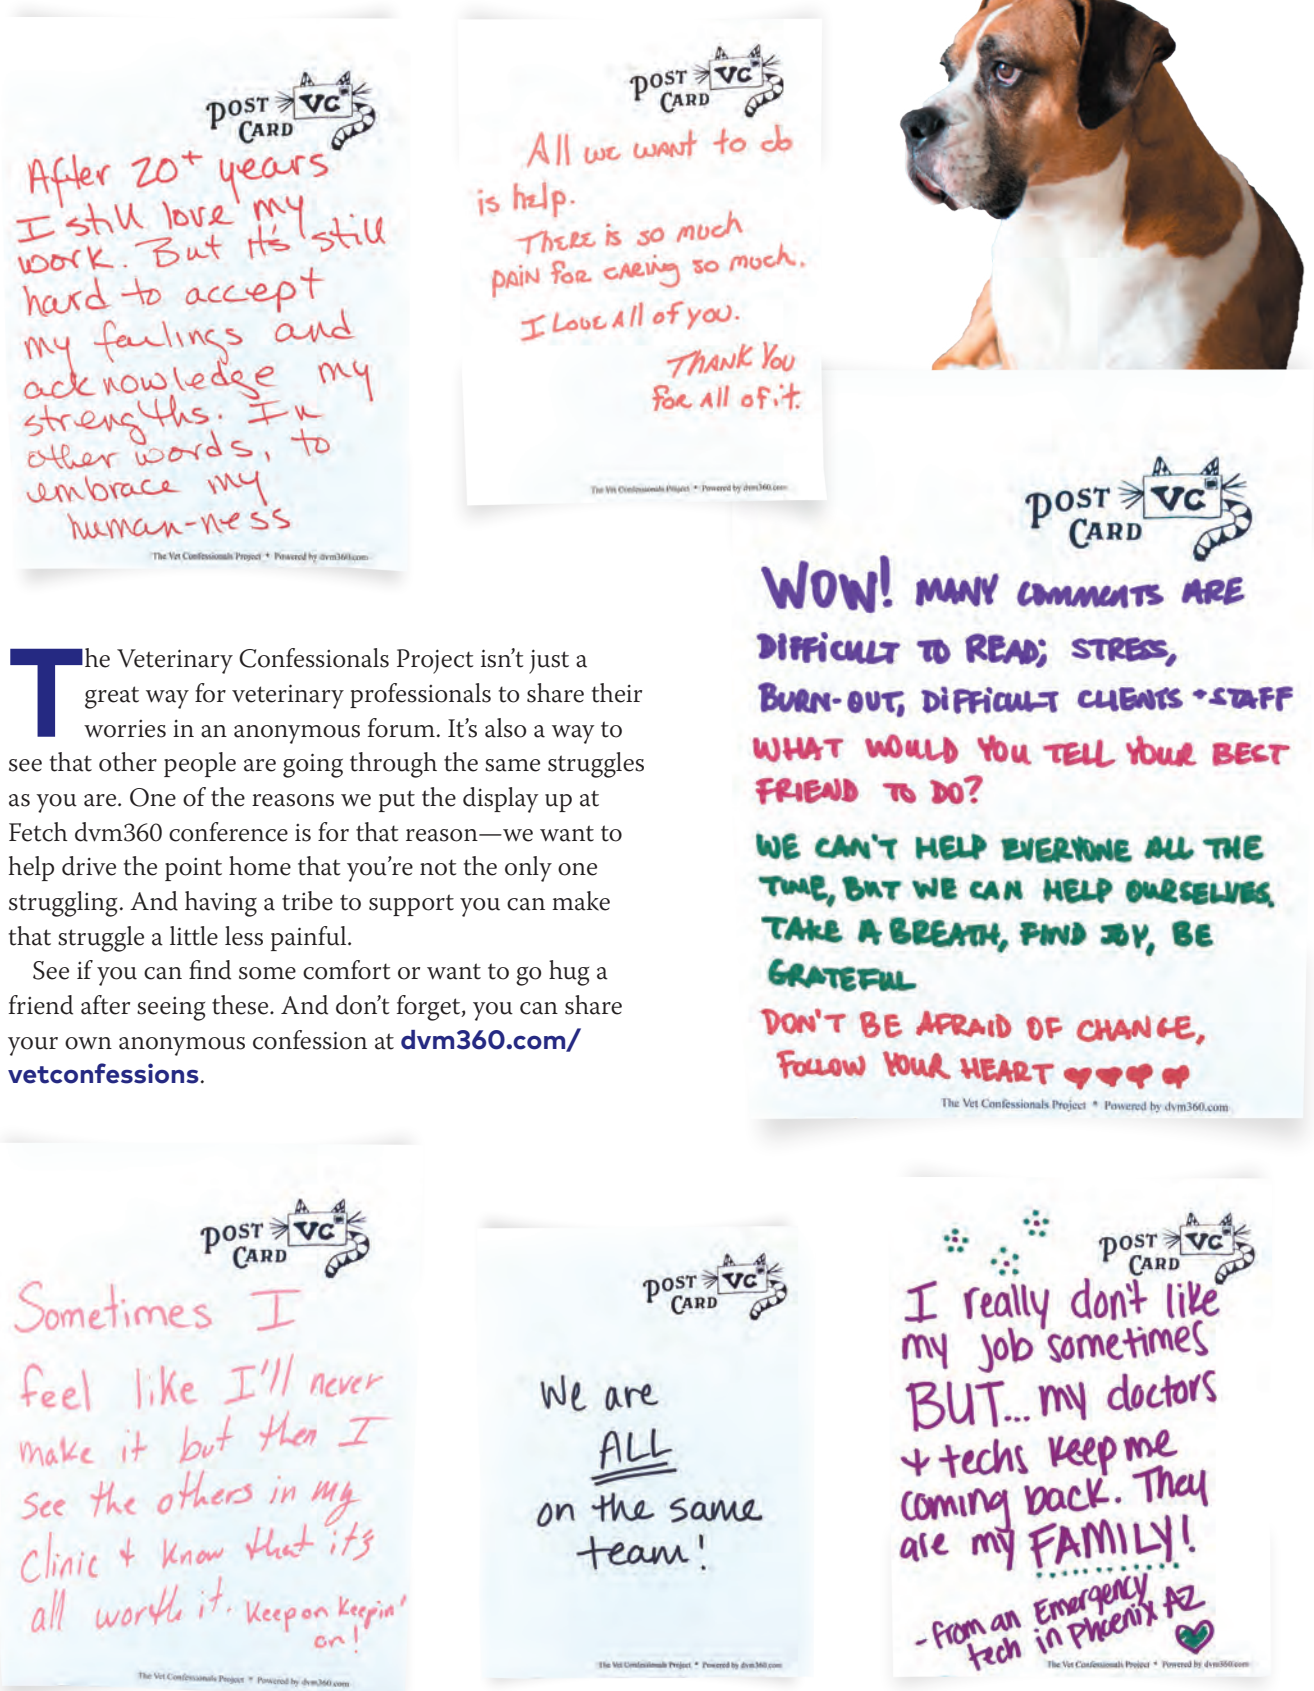 POST CARD VC
After 20+ years
I still love my
work. But it's still
hard to accept
my failings and
acknowledge my
strengths. In
other words, to
embrace my
human-ness
The Vet Confessionals Project * Powered by dvm360.com
POST CARD VC
All we want to do
is help.
There is so much
pain for caring so much.
I love all of you.
Thank you
for all of it.
The Vet Confessionals Project * Powered by dvm360.com
POST CARD VC
WOW! MANY COMMENTS ARE
DIFFICULT TO READ; STRESS,
BURN-OUT, DIFFICULT CLIENTS + STAFF
WHAT WOULD YOU TELL YOUR BEST
FRIEND TO DO?
WE CAN'T HELP EVERYONE ALL THE
TIME, BUT WE CAN HELP OURSELVES.
TAKE A BREATH, FIND JOY, BE
GRATEFUL
DON'T BE AFRAID OF CHANGE,
FOLLOW YOUR HEART ♥♥♥♥
The Vet Confessionals Project * Powered by dvm360.com
The Veterinary Confessionals Project isn't just a
great way for veterinary professionals to share their
worries in an anonymous forum. It's also a way to
see that other people are going through the same struggles
as you are. One of the reasons we put the display up at
Fetch dvm360 conference is for that reason—we want to
help drive the point home that you're not the only one
struggling. And having a tribe to support you can make
that struggle a little less painful.
See if you can find some comfort or want to go hug a
friend after seeing these. And don't forget, you can share
your own anonymous confession at dvm360.com/
vetconfessions.
POST CARD VC
Sometimes I
feel like I'll never
make it but then I
see the others in my
clinic + know that it's
all worth it. Keep on keepin'
on!
The Vet Confessionals Project * Powered by dvm360.com
POST CARD VC
We are
ALL
on the same
team!
The Vet Confessionals Project * Powered by dvm360.com
POST CARD VC
I really don't like
my job sometimes
BUT... my doctors
+ techs keep me
coming back. They
are my FAMILY!
- from an Emergency
tech in Phoenix AZ
The Vet Confessionals Project * Powered by dvm360.com